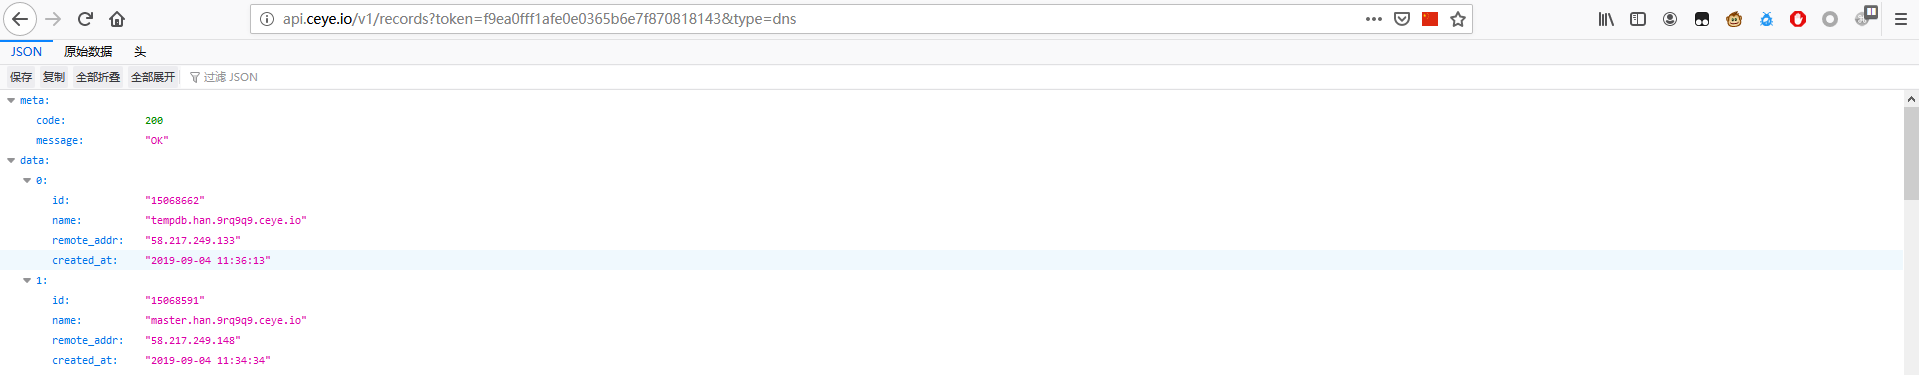 api.ceye.io/v1/records?token=f9ea0fff1afe0e0365b6e7f870818143&type=dns
JSON 原始数据 头
保存 复制 全部折叠 全部展开 过滤 JSON
meta:
code: 200
message: "OK"
data:
0:
id: "15068662"
name: "tempdb.han.9rq9q9.ceye.io"
remote_addr: "58.217.249.133"
created_at: "2019-09-04 11:36:13"
1:
id: "15068591"
name: "master.han.9rq9q9.ceye.io"
remote_addr: "58.217.249.148"
created_at: "2019-09-04 11:34:34"